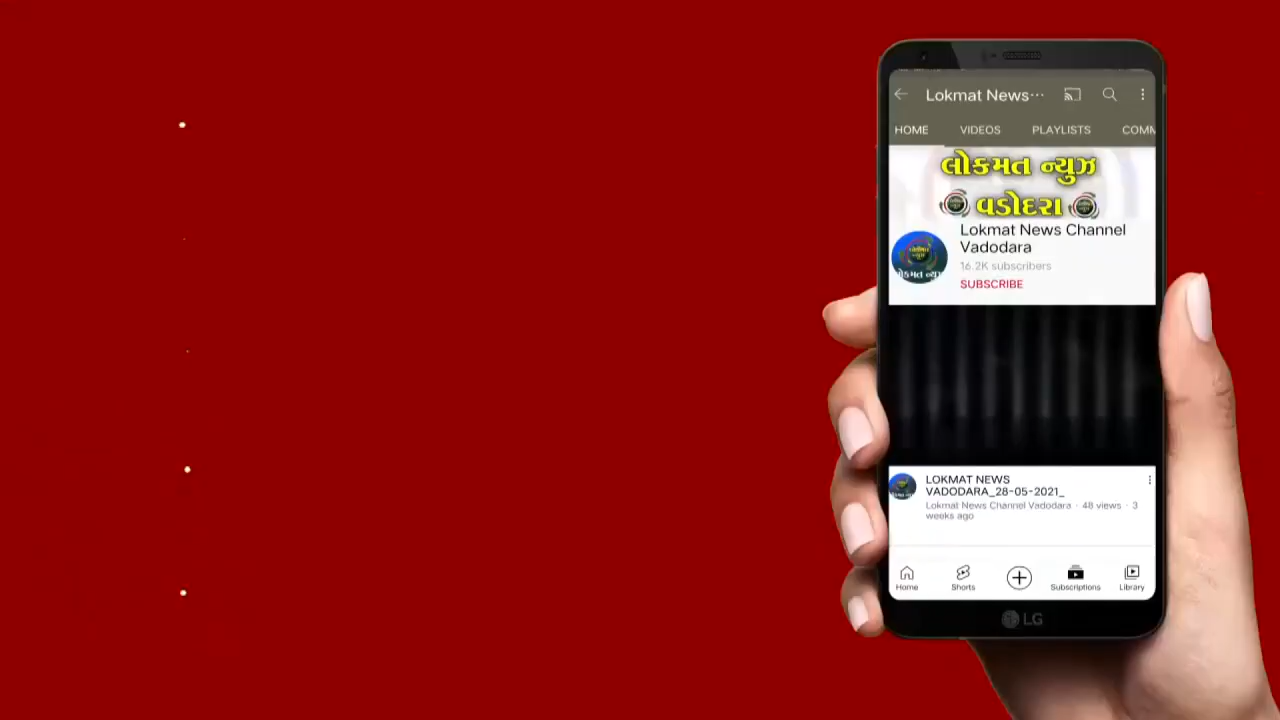 Lokmat News...
HOME VIDEOS PLAYLISTS COMM
લોકમત ન્યુઝ
વડોદરા
Lokmat News Channel
Vadodara
16.2K subscribers
SUBSCRIBE
LOKMAT NEWS
VADODARA_28-05-2021_
Lokmat News Channel Vadodara · 48 views · 3
weeks ago
Home Shorts Subscriptions Library
LG